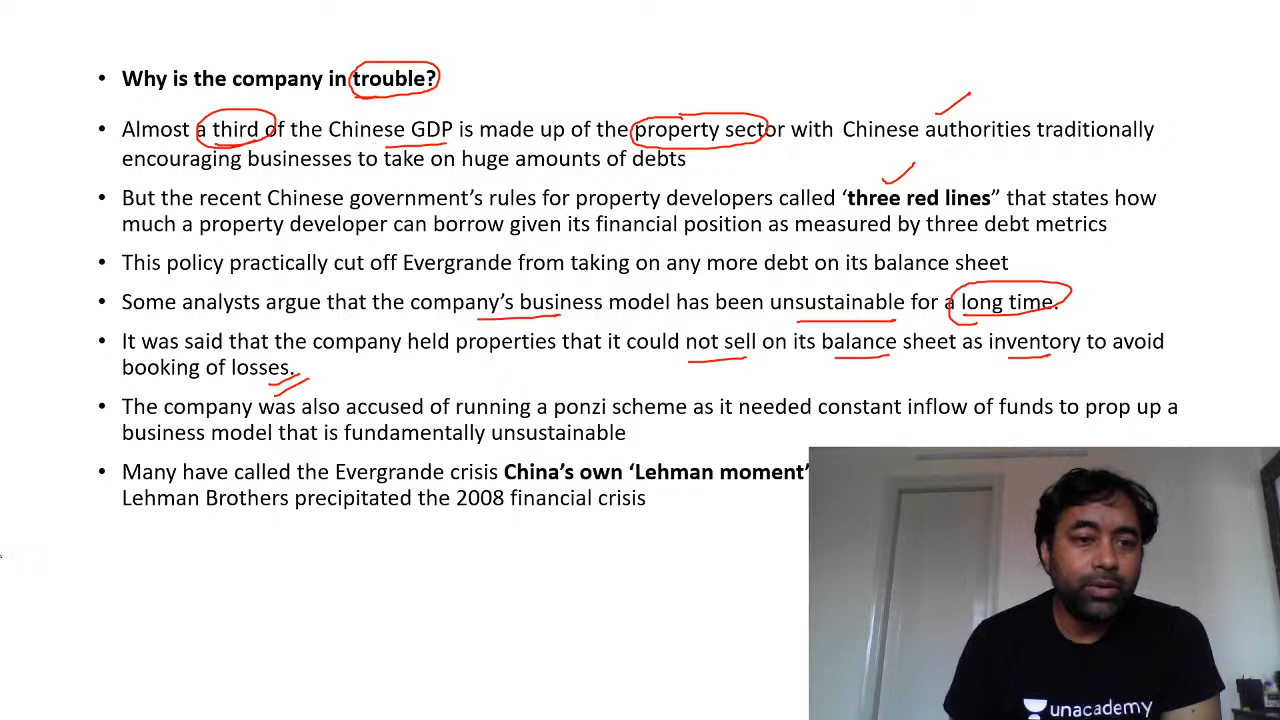 • Why is the company in trouble?
• Almost a third of the Chinese GDP is made up of the property sector with Chinese authorities traditionally
encouraging businesses to take on huge amounts of debts
• But the recent Chinese government’s rules for property developers called ‘three red lines” that states how
much a property developer can borrow given its financial position as measured by three debt metrics
• This policy practically cut off Evergrande from taking on any more debt on its balance sheet
• Some analysts argue that the company’s business model has been unsustainable for a long time.
• It was said that the company held properties that it could not sell on its balance sheet as inventory to avoid
booking of losses.
• The company was also accused of running a ponzi scheme as it needed constant inflow of funds to prop up a
business model that is fundamentally unsustainable
• Many have called the Evergrande crisis China’s own ‘Lehman moment’
Lehman Brothers precipitated the 2008 financial crisis
unacademy